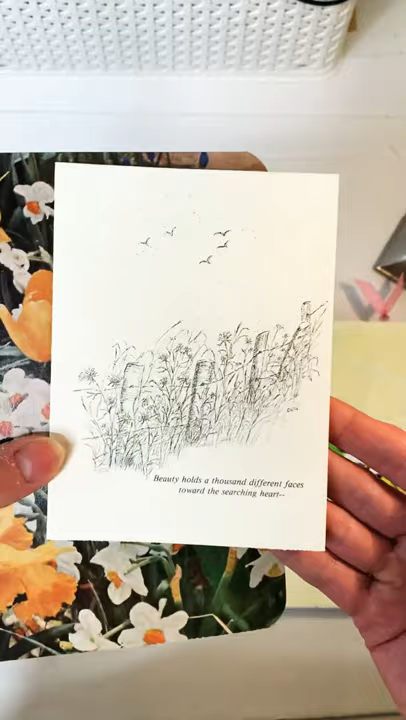 Beauty holds a thousand different faces
toward the searching heart--